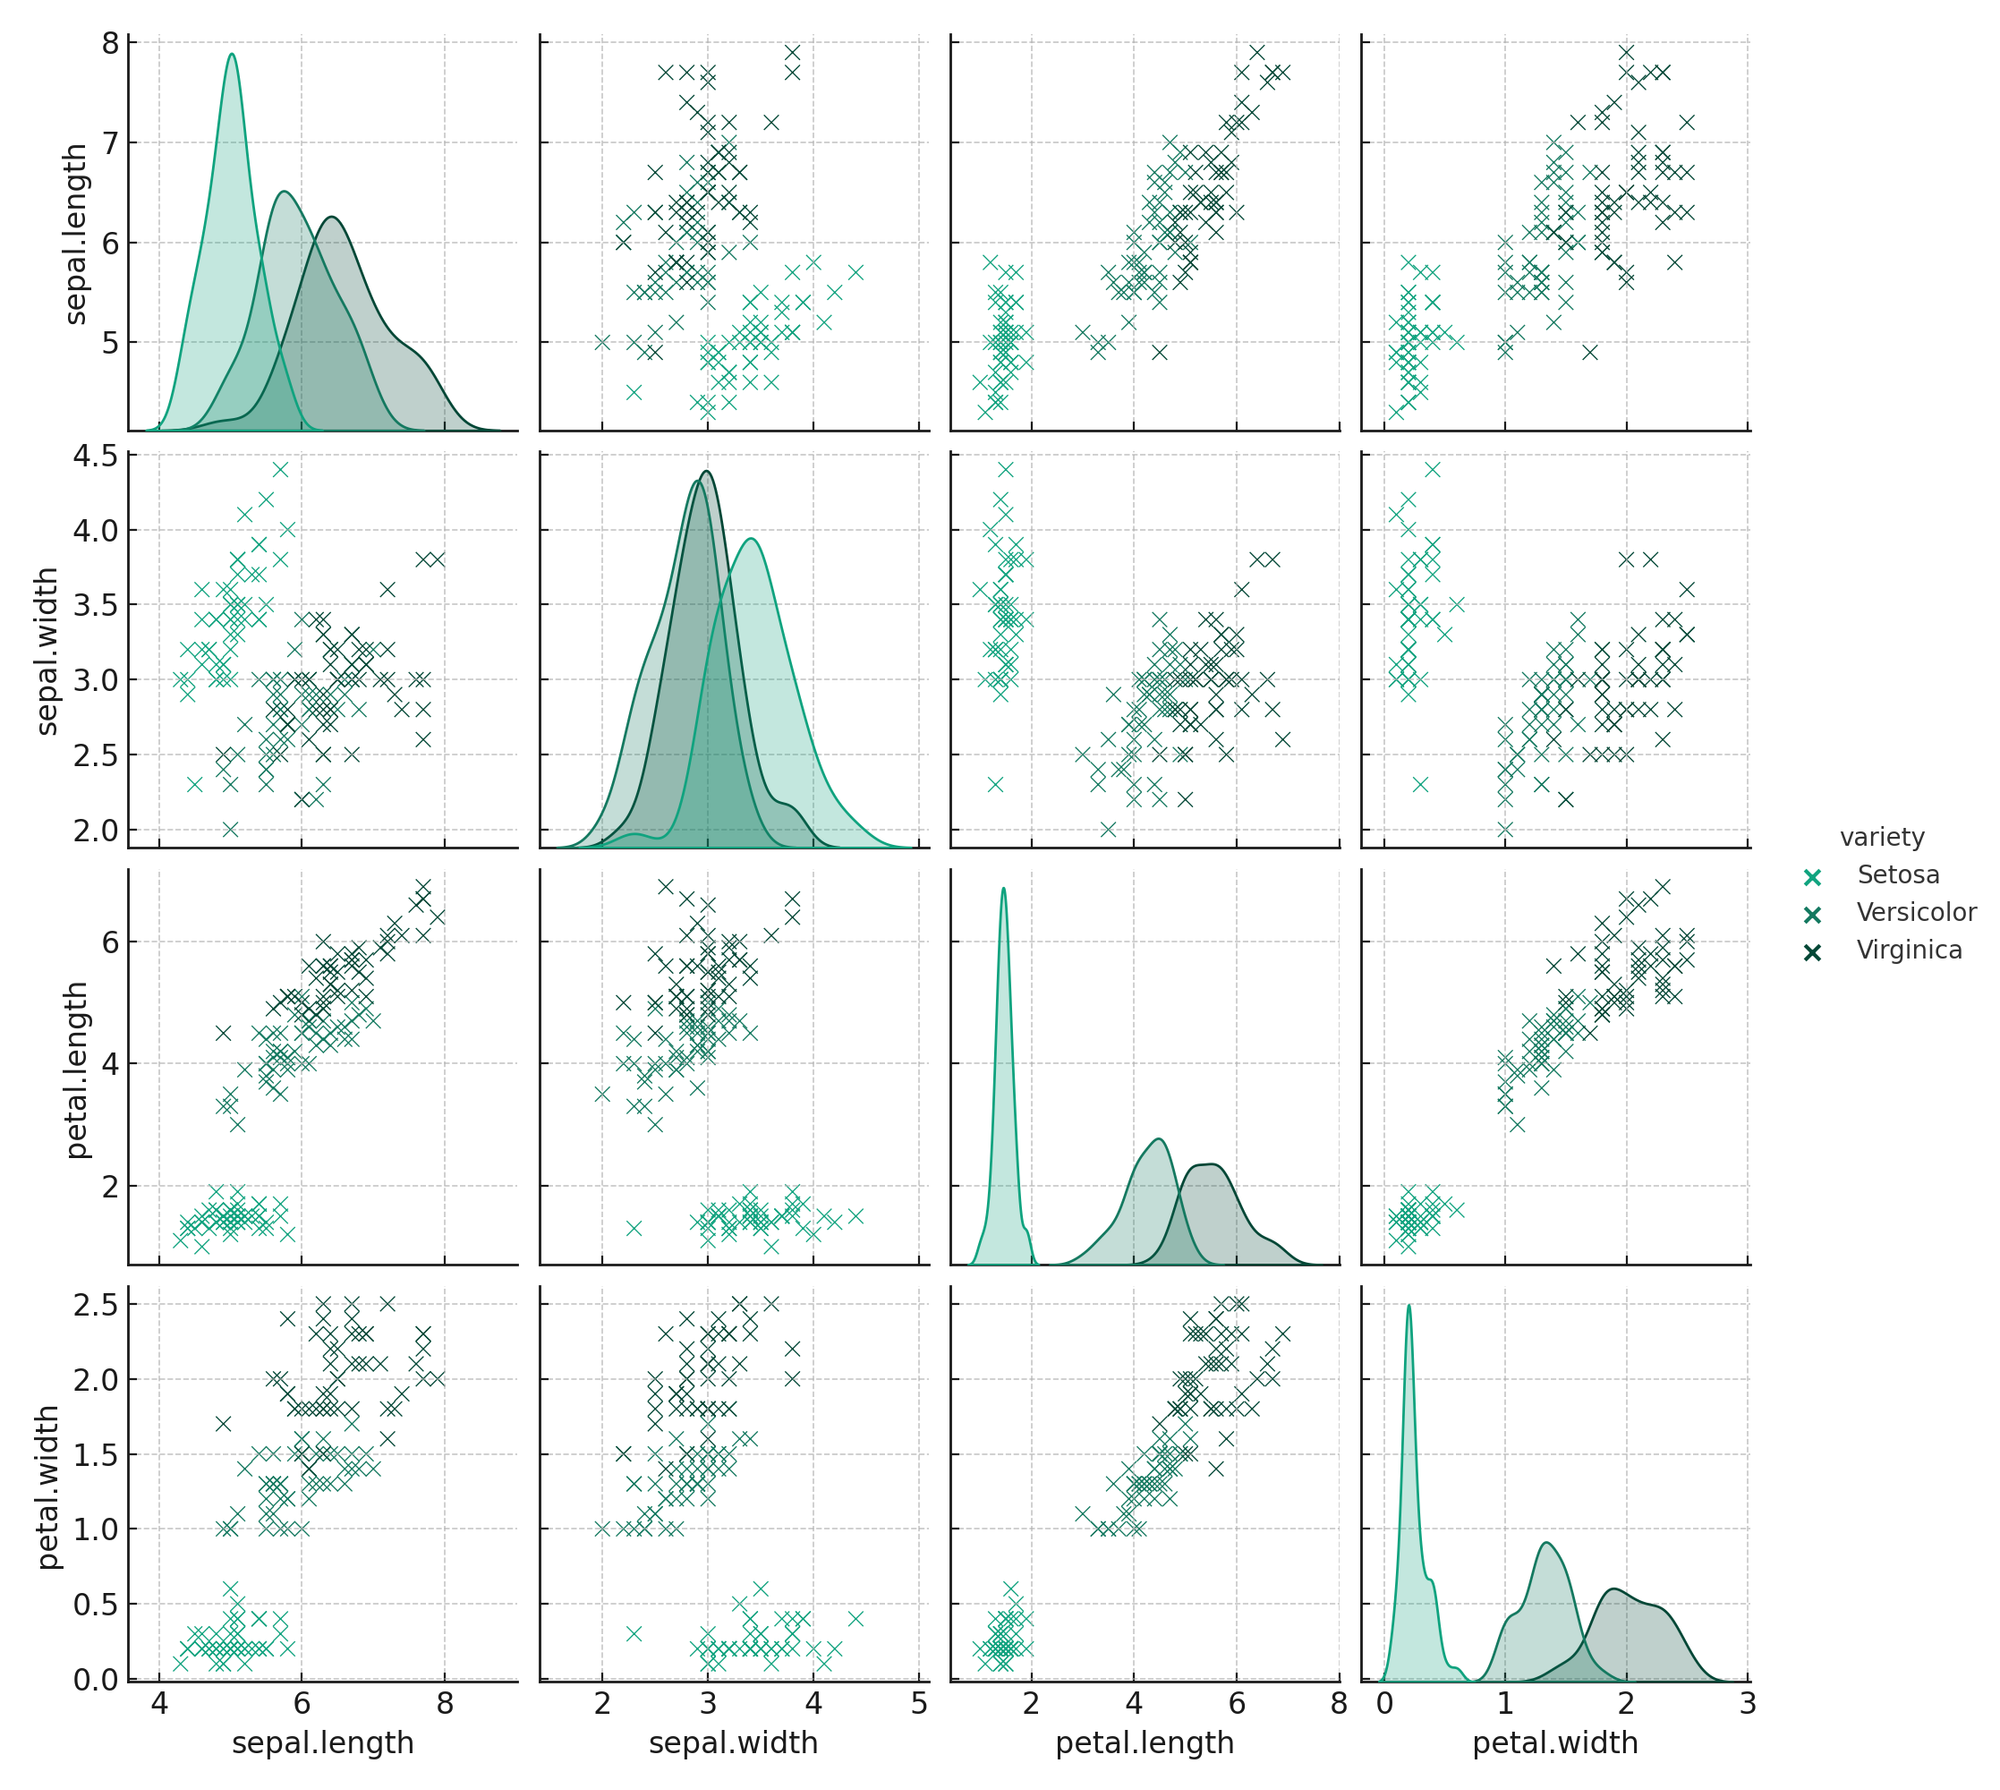 8
7
6
5
sepal.length
4.5
4.0
3.5
3.0
2.5
2.0
sepal.width
variety
Setosa
Versicolor
Virginica
6
4
2
petal.length
2.5
2.0
1.5
1.0
0.5
0.0
petal.width
4 6 8
2 3 4 5
2 4 6 8
0 1 2 3
sepal.length
sepal.width
petal.length
petal.width